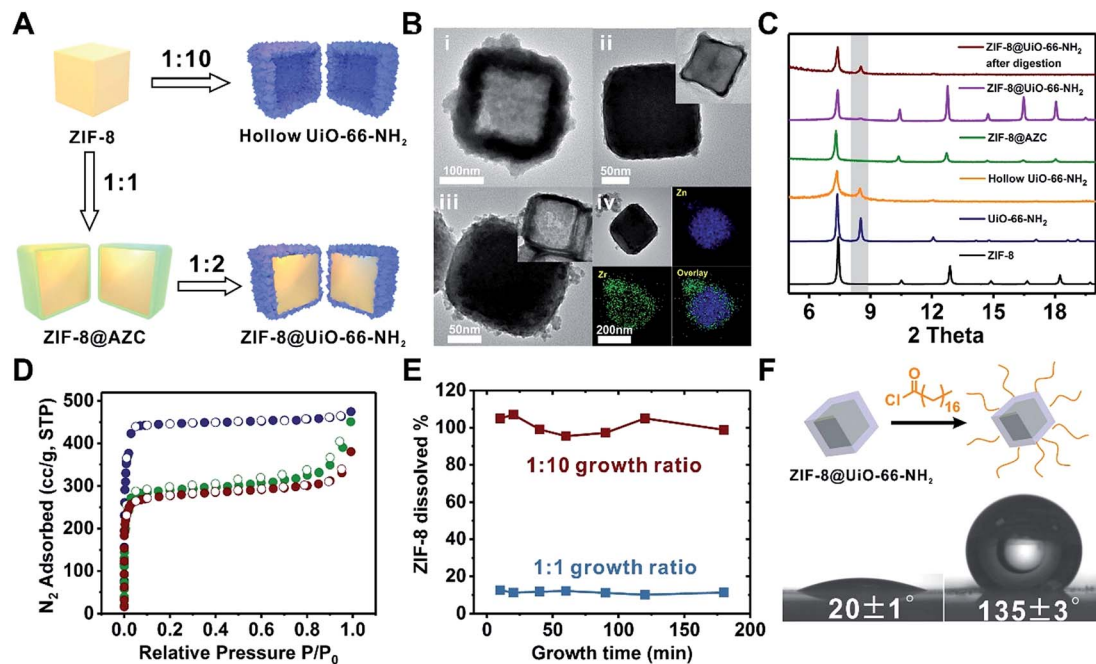 A
1:10
ZIF-8
Hollow UiO-66-NH₂
1:1
1:2
ZIF-8@AZC
ZIF-8@UiO-66-NH₂
B
i
100nm
ii
50nm
iii
50nm
iv
Zn
Zr
Overlay
200nm
C
ZIF-8@UiO-66-NH₂
after digestion
ZIF-8@UiO-66-NH₂
ZIF-8@AZC
Hollow UiO-66-NH₂
UiO-66-NH₂
ZIF-8
6 9 12 15 18
2 Theta
D
500
400
300
200
100
0
N₂ Adsorbed (cc/g, STP)
0.0 0.2 0.4 0.6 0.8 1.0
Relative Pressure P/P₀
E
120
100
80
60
40
20
0
ZIF-8 dissolved %
1:10 growth ratio
1:1 growth ratio
0 50 100 150 200
Growth time (min)
F
O
Cl
16
ZIF-8@UiO-66-NH₂
20±1°
135±3°